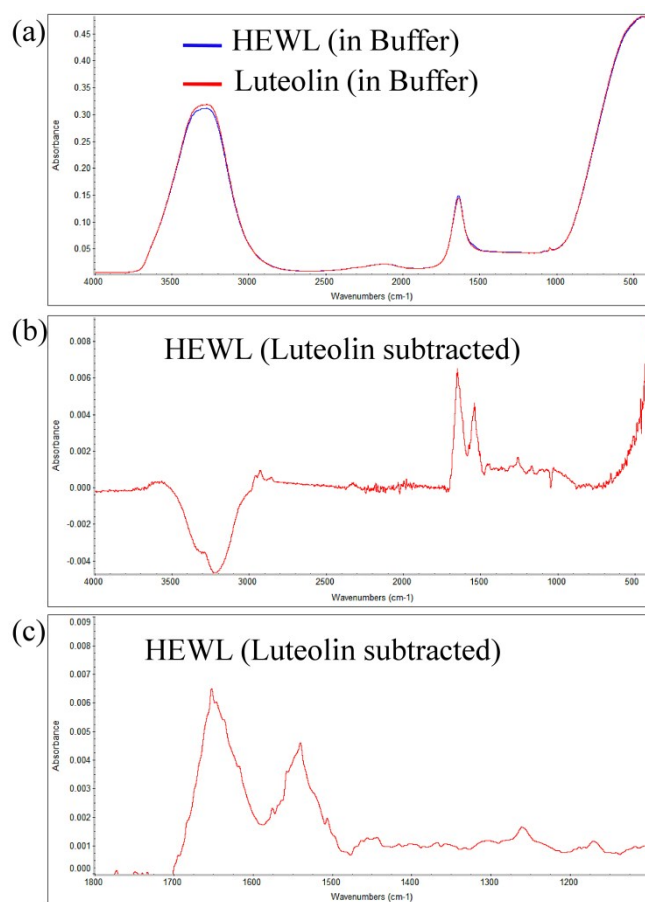 (a)
HEWL (in Buffer)
Luteolin (in Buffer)
0.45
0.40
0.35
0.30
0.25
0.20
0.15
0.10
0.05
Absorbance
4000 3500 3000 2500 2000 1500 1000 500
Wavenumbers (cm-1)
(b)
HEWL (Luteolin subtracted)
0.008
0.006
0.004
0.002
0.000
-0.002
-0.004
Absorbance
4000 3500 3000 2500 2000 1500 1000 500
Wavenumbers (cm-1)
(c)
HEWL (Luteolin subtracted)
0.009
0.008
0.007
0.006
0.005
0.004
0.003
0.002
0.001
0.000
Absorbance
1800 1700 1600 1500 1400 1300 1200
Wavenumbers (cm-1)